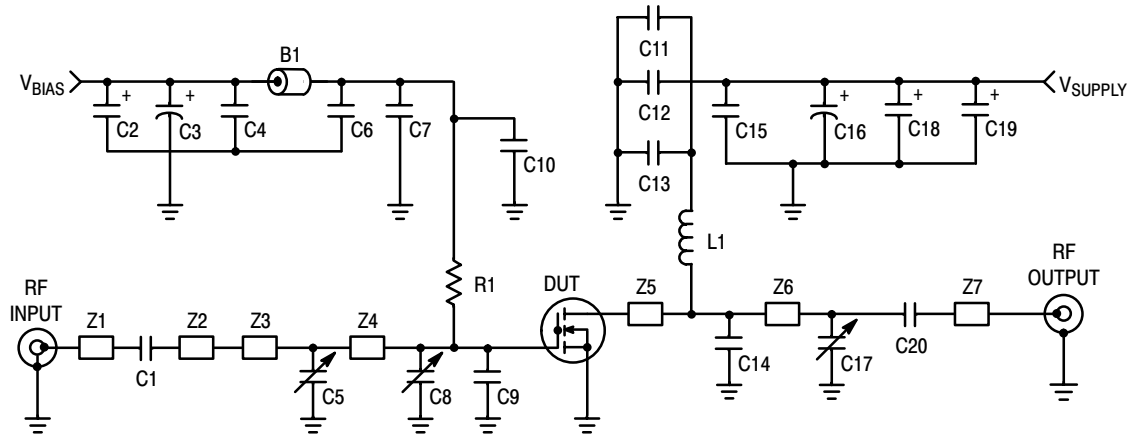 C11
B1
V_BIAS
V_SUPPLY
+
+
+
+
+
C2
C3
C4
C6
C7
C12
C15
C16
C18
C19
C10
C13
L1
RF
INPUT
R1
DUT
RF
OUTPUT
Z1
Z2
Z3
Z4
Z5
Z6
Z7
C1
C5
C8
C9
C14
C17
C20